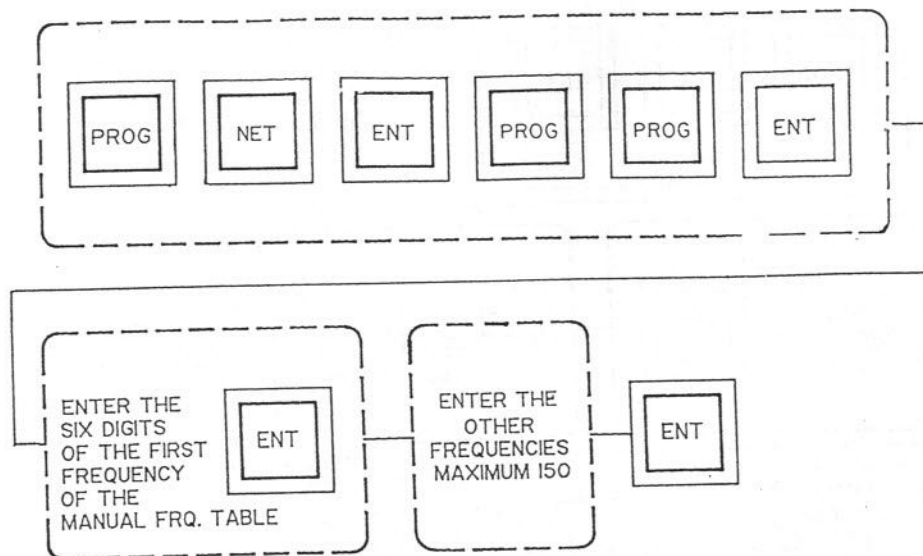 PROG NET ENT PROG PROG ENT
ENTER THE
SIX DIGITS
OF THE FIRST
FREQUENCY
OF THE
MANUAL FRQ. TABLE
ENT
ENTER THE
OTHER
FREQUENCIES
MAXIMUM 150
ENT